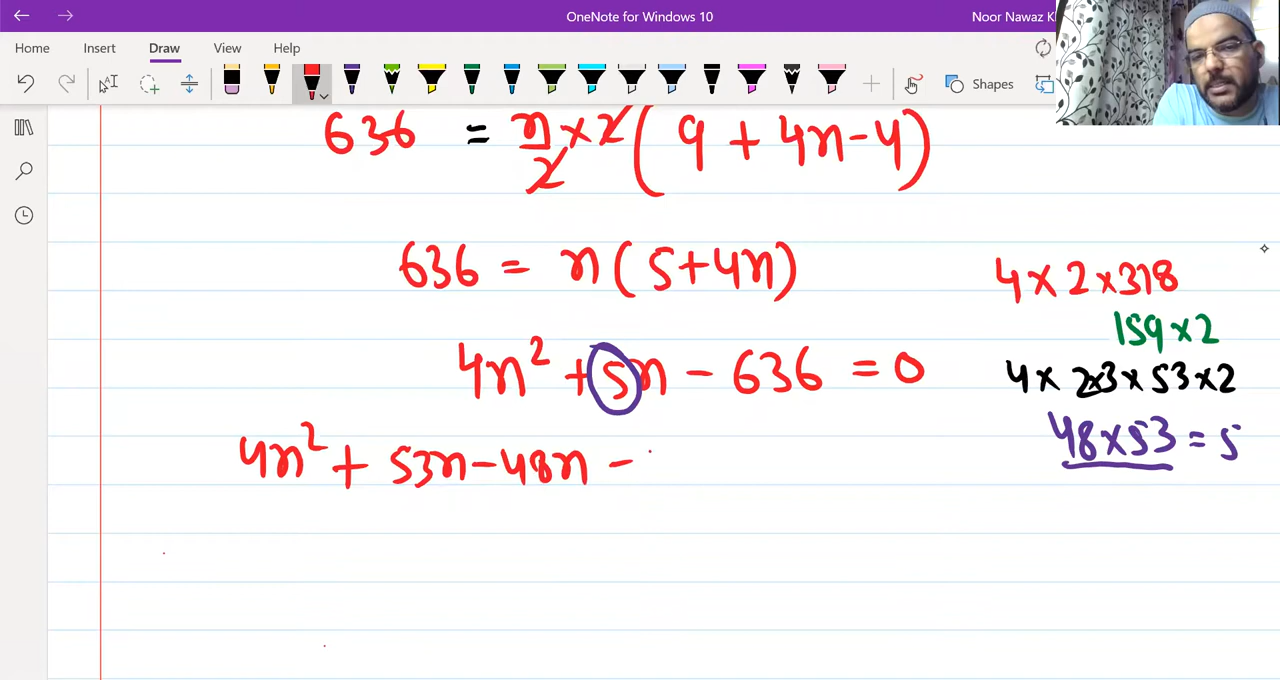 OneNote for Windows 10
Noor Nawaz K
Home Insert Draw View Help
Shapes
636 = n/2 × 2 ( 9 + 4n - 4 )
636 = n ( 5 + 4n )
4n² + 5n - 636 = 0
4n² + 53n - 48n -
4 × 2 × 318
159 × 2
4 × 2×3 × 53 × 2
48 × 53 = 5